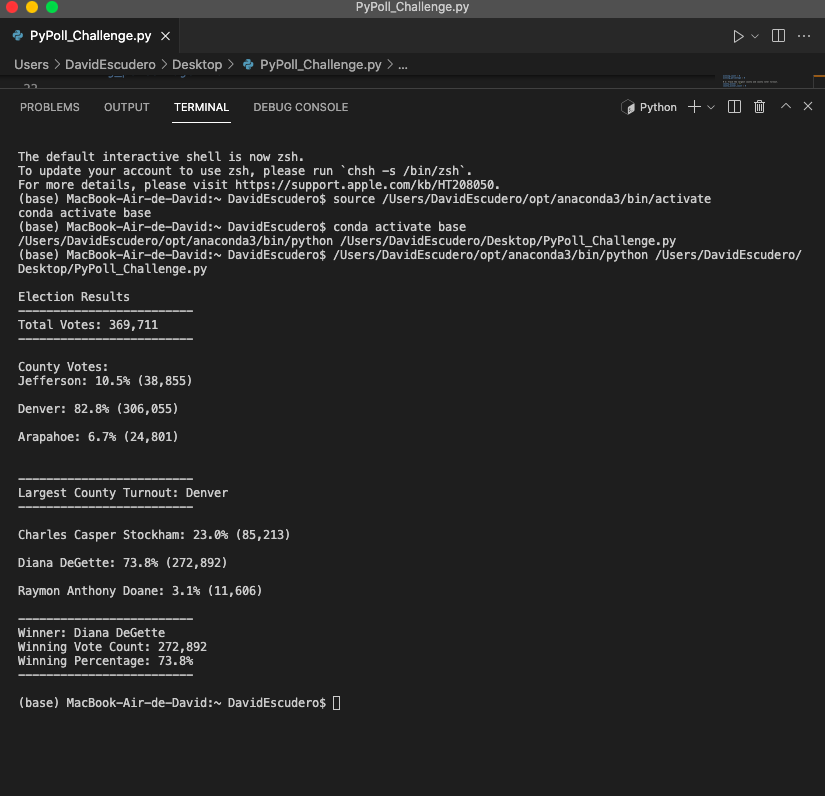 PyPoll_Challenge.py
PyPoll_Challenge.py
Users > DavidEscudero > Desktop > PyPoll_Challenge.py > ...
PROBLEMS OUTPUT TERMINAL DEBUG CONSOLE Python
The default interactive shell is now zsh.
To update your account to use zsh, please run `chsh -s /bin/zsh`.
For more details, please visit https://support.apple.com/kb/HT208050.
(base) MacBook-Air-de-David:~ DavidEscudero$ source /Users/DavidEscudero/opt/anaconda3/bin/activate
conda activate base
(base) MacBook-Air-de-David:~ DavidEscudero$ conda activate base
/Users/DavidEscudero/opt/anaconda3/bin/python /Users/DavidEscudero/Desktop/PyPoll_Challenge.py
(base) MacBook-Air-de-David:~ DavidEscudero$ /Users/DavidEscudero/opt/anaconda3/bin/python /Users/DavidEscudero/
Desktop/PyPoll_Challenge.py
Election Results
-------------------------
Total Votes: 369,711
-------------------------
County Votes:
Jefferson: 10.5% (38,855)
Denver: 82.8% (306,055)
Arapahoe: 6.7% (24,801)
-------------------------
Largest County Turnout: Denver
-------------------------
Charles Casper Stockham: 23.0% (85,213)
Diana DeGette: 73.8% (272,892)
Raymon Anthony Doane: 3.1% (11,606)
-------------------------
Winner: Diana DeGette
Winning Vote Count: 272,892
Winning Percentage: 73.8%
-------------------------
(base) MacBook-Air-de-David:~ DavidEscudero$